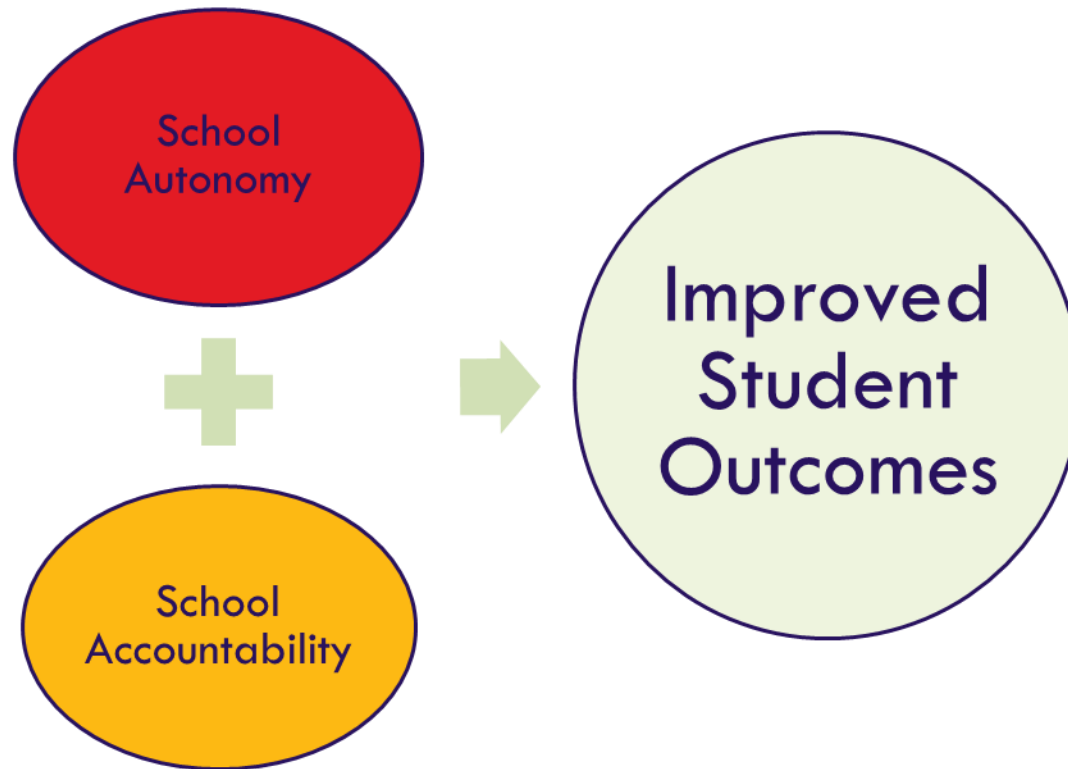 School
Autonomy
School
Accountability
Improved
Student
Outcomes